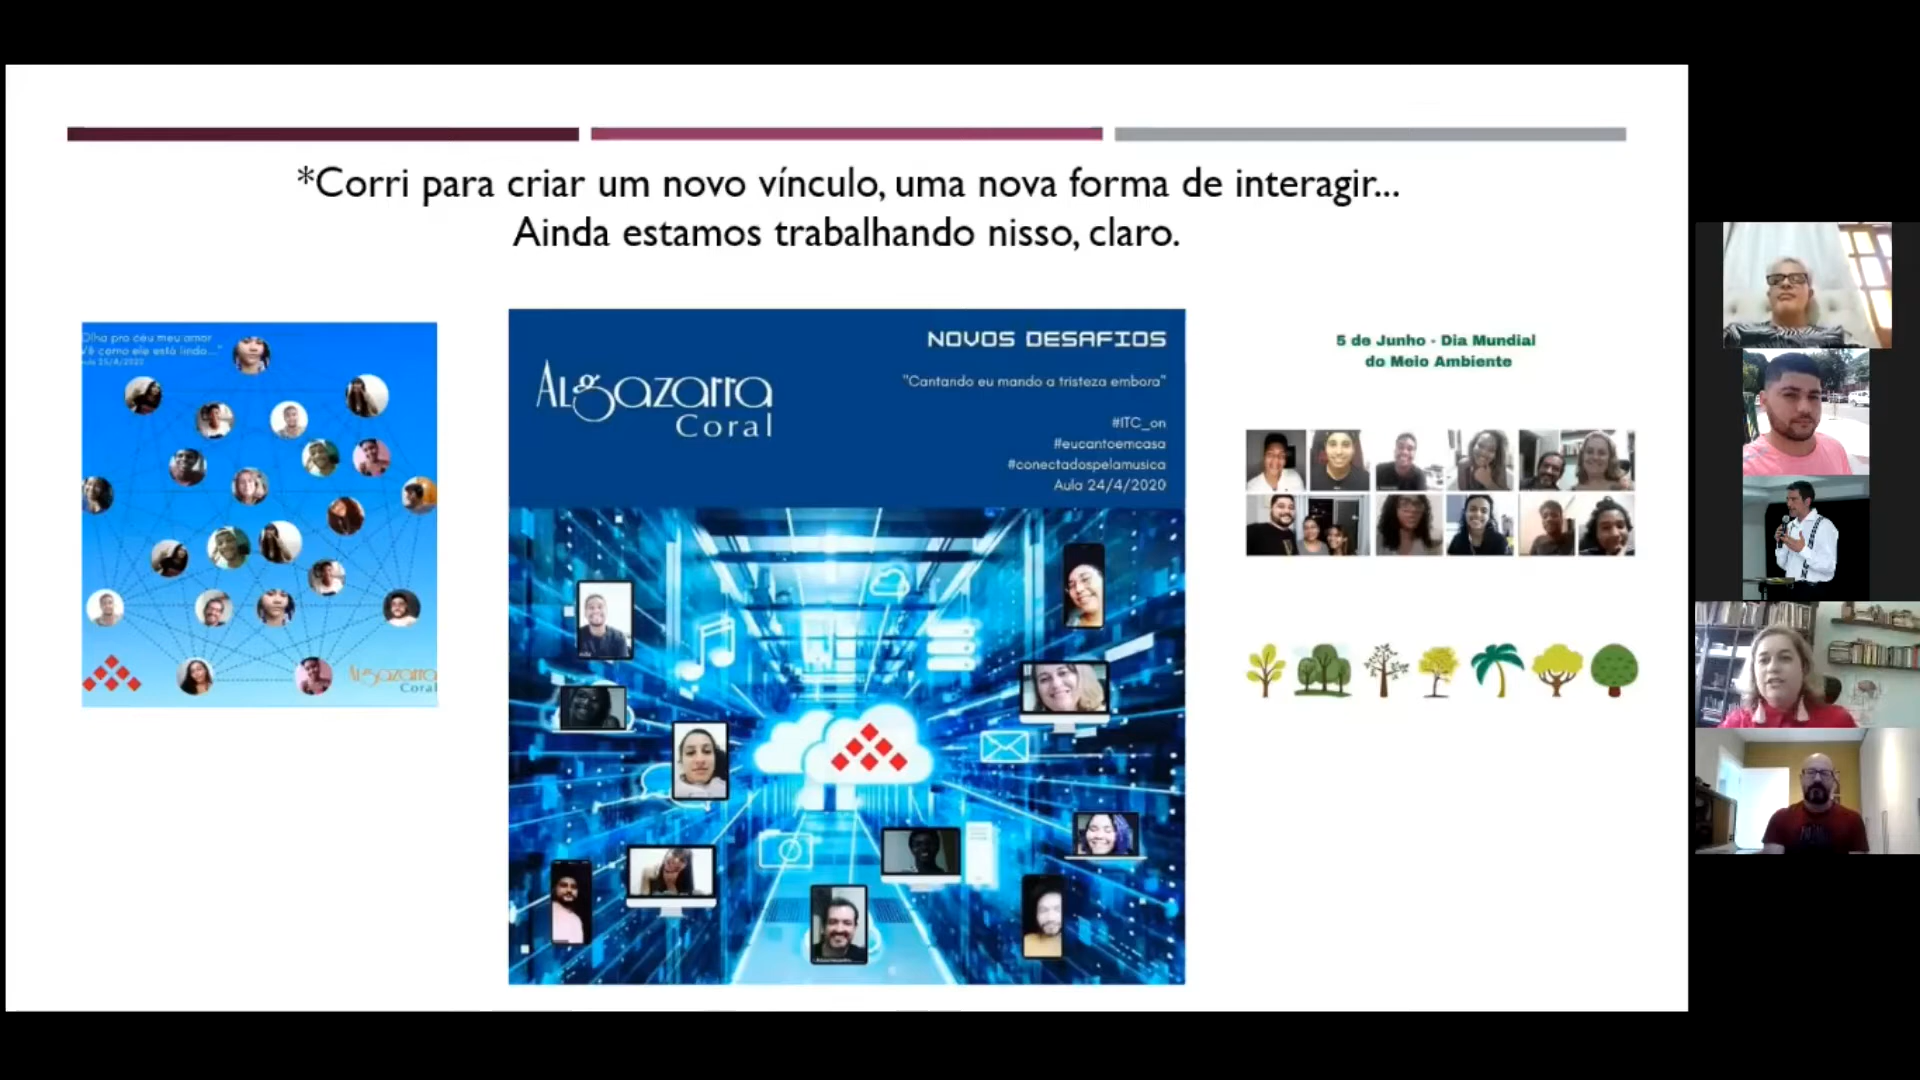 *Corri para criar um novo vínculo, uma nova forma de interagir...
Ainda estamos trabalhando nisso, claro.
Olha pro céu meu amor
Vê como ele está lindo..."
Algazarra
Coral
NOVOS DESAFIOS
Algazarra
Coral
"Cantando eu mando a tristeza embora"
#ITC_on
#eucantoemcasa
#conectadospelamusica
Aula 24/4/2020
5 de Junho - Dia Mundial
do Meio Ambiente